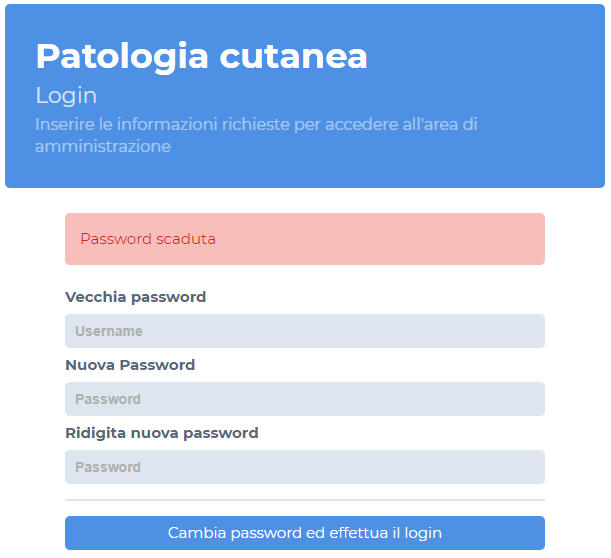 Patologia cutanea
Login
Inserire le informazioni richieste per accedere all'area di
amministrazione
Password scaduta
Vecchia password
Username
Nuova Password
Password
Ridigita nuova password
Password
Cambia password ed effettua il login